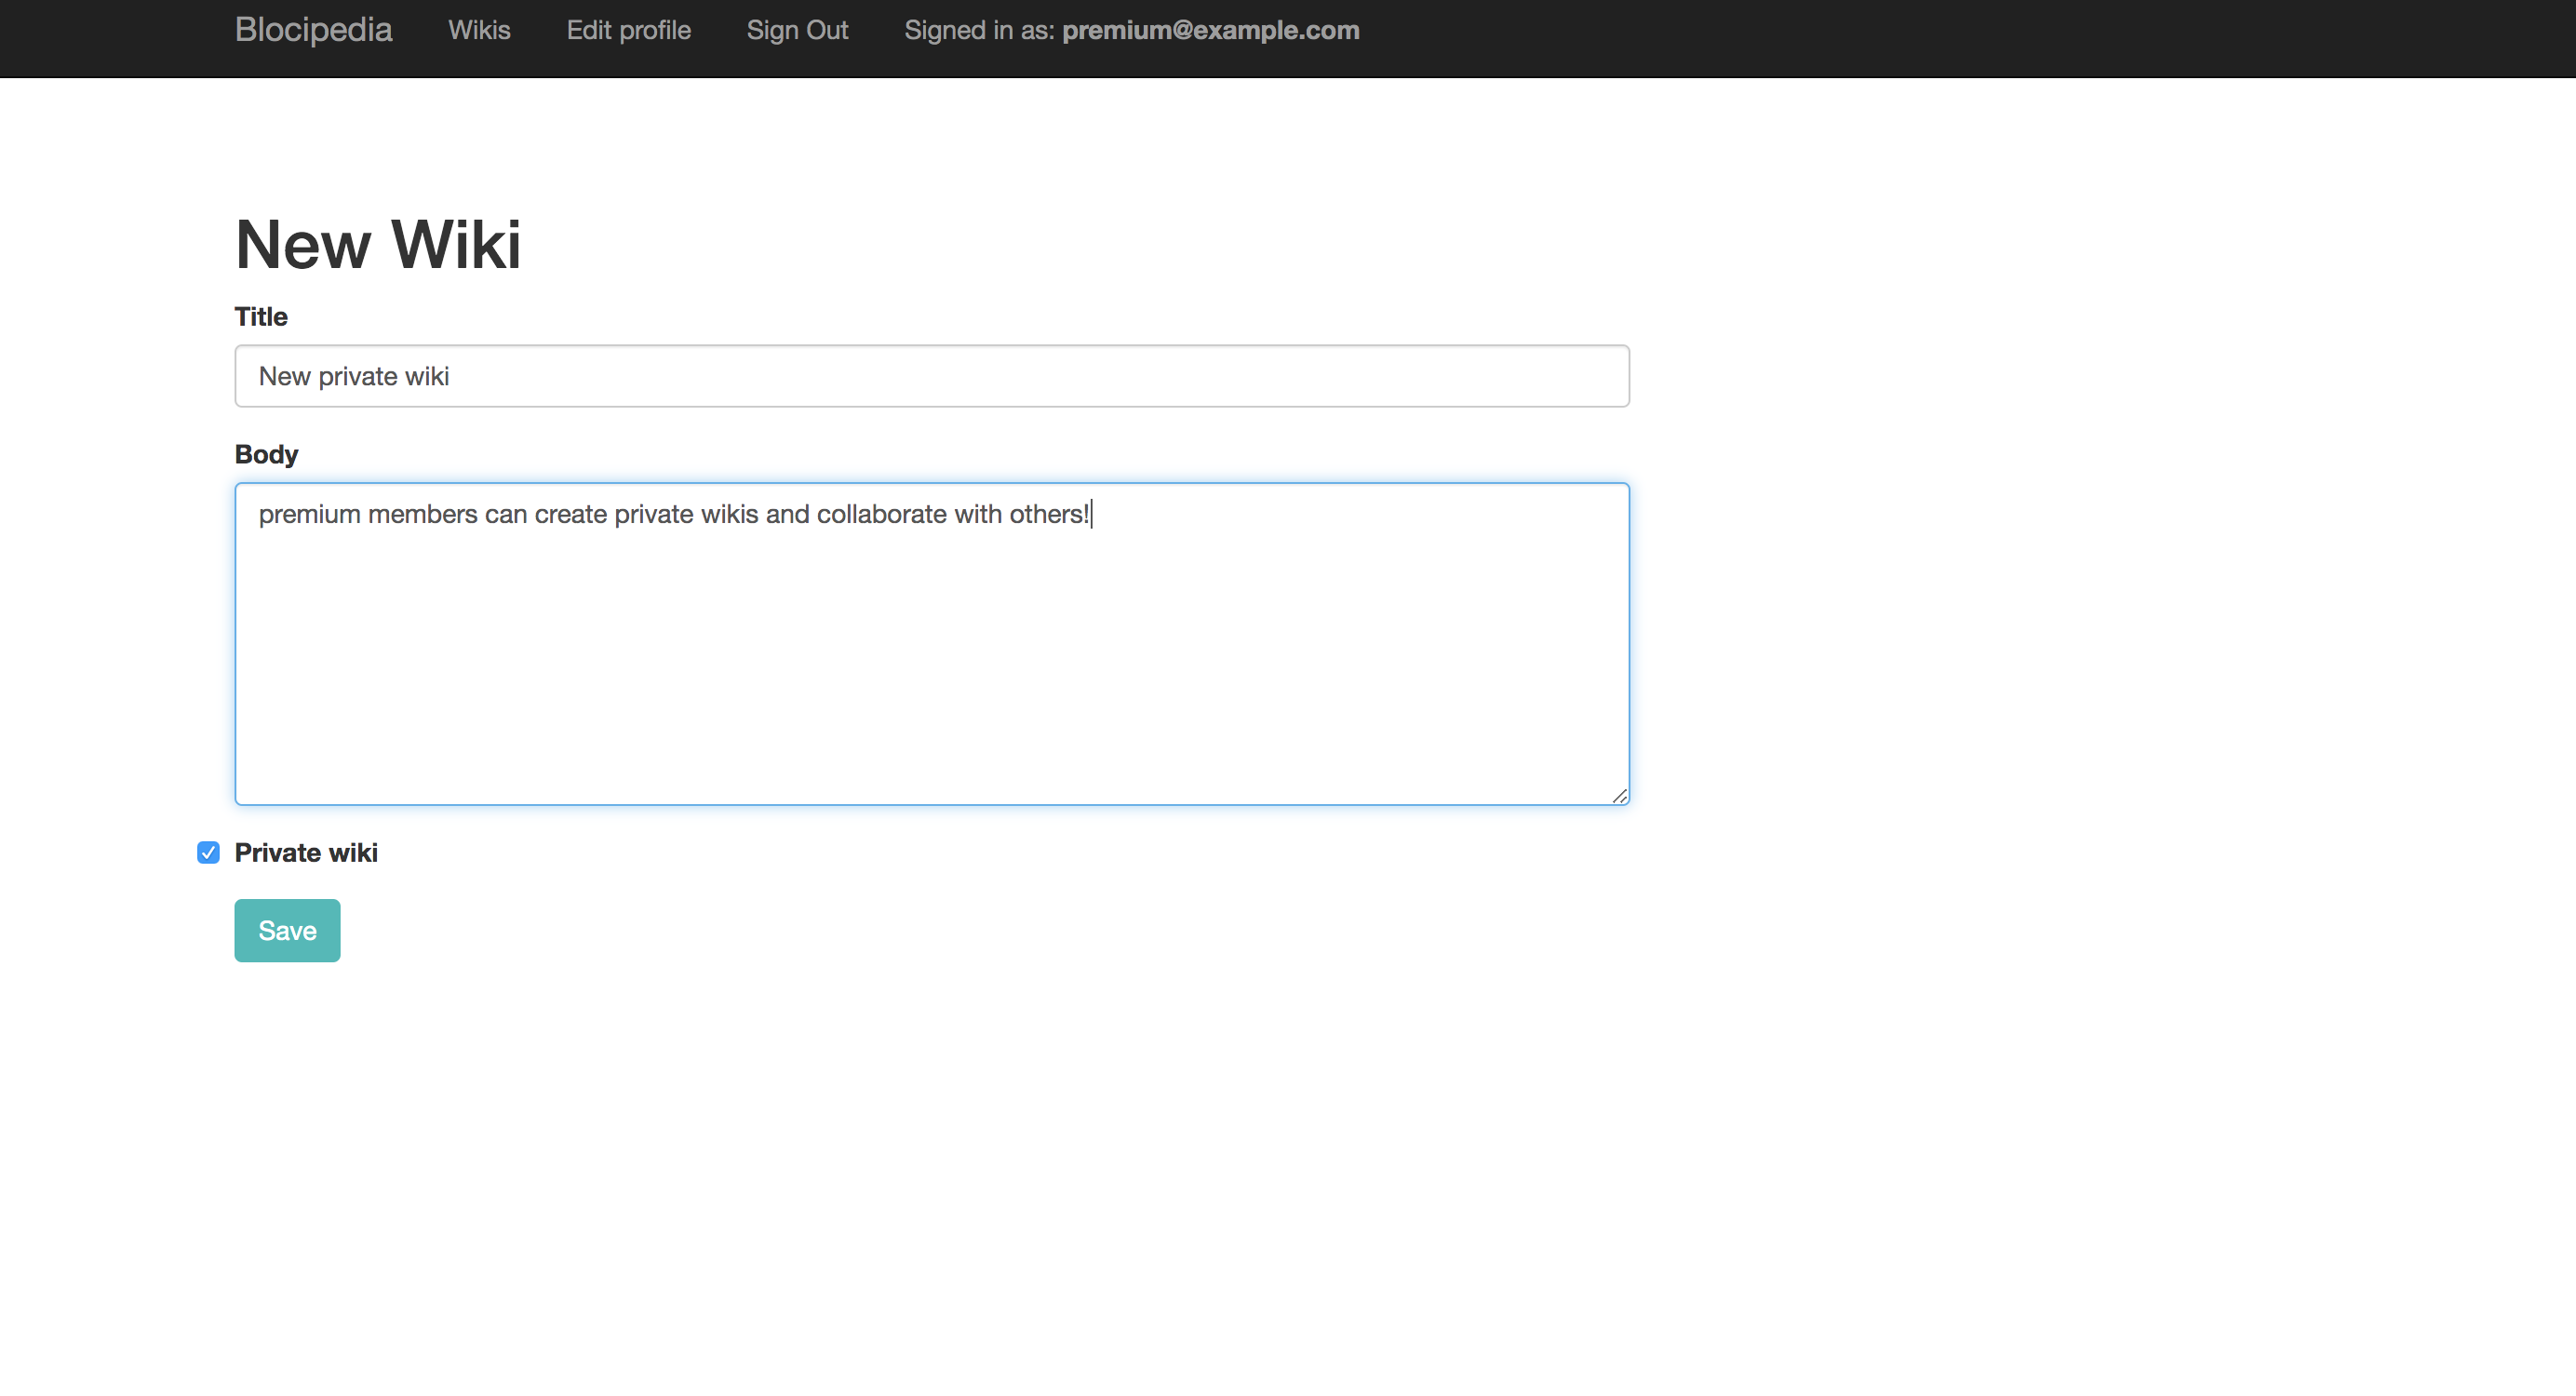 Blocipedia Wikis Edit profile Sign Out Signed in as: premium@example.com
New Wiki
Title
New private wiki
Body
premium members can create private wikis and collaborate with others!
Private wiki
Save